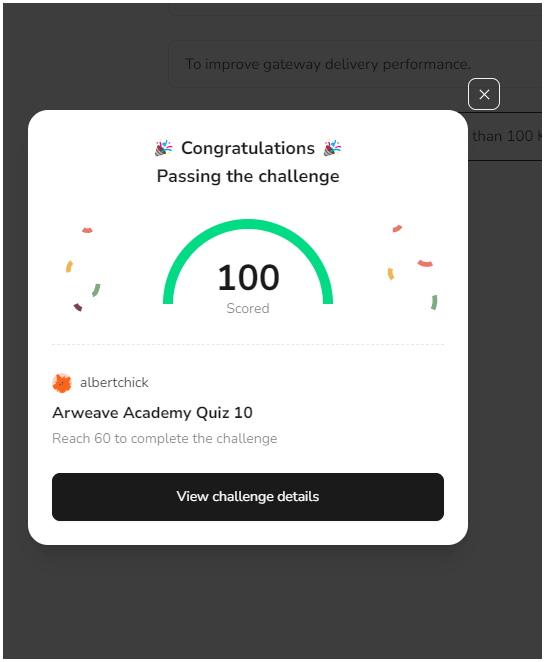 To improve gateway delivery performance.
than 100 K
🎉 Congratulations 🎉
Passing the challenge
100
Scored
albertchick
Arweave Academy Quiz 10
Reach 60 to complete the challenge
View challenge details